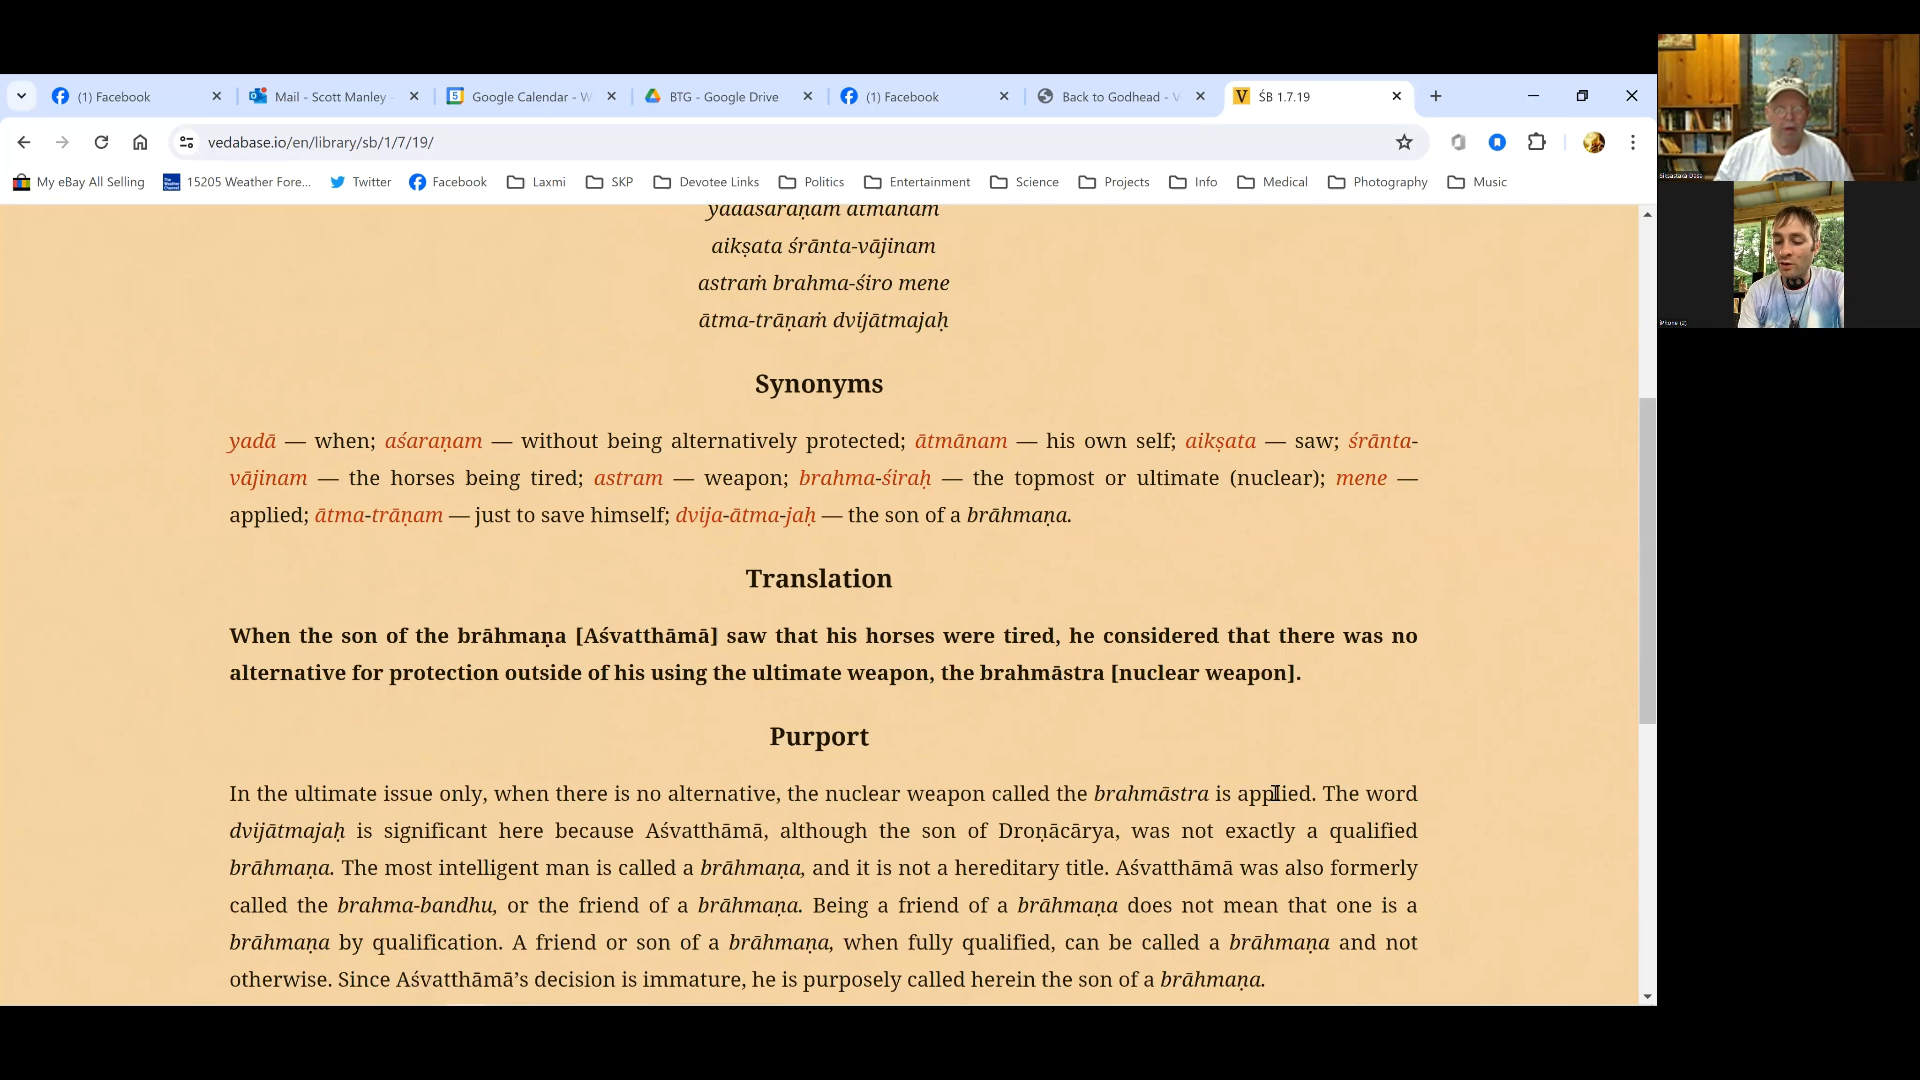 (1) Facebook
Mail - Scott Manley -
Google Calendar - W
BTG - Google Drive
(1) Facebook
Back to Godhead - V
ŚB 1.7.19
vedabase.io/en/library/sb/1/7/19/
My eBay All Selling
15205 Weather Fore...
Twitter
Facebook
Laxmi
SKP
Devotee Links
Politics
Entertainment
Science
Projects
Info
Medical
Photography
Music
yadāśaraṇam ātmānam
aikṣata śrānta-vājinam
astraṁ brahma-śiro mene
ātma-trāṇaṁ dvijātmajaḥ
Synonyms
yadā — when; aśaraṇam — without being alternatively protected; ātmānam — his own self; aikṣata — saw; śrānta-
vājinam — the horses being tired; astram — weapon; brahma-śiraḥ — the topmost or ultimate (nuclear); mene —
applied; ātma-trāṇam — just to save himself; dvija-ātma-jaḥ — the son of a brāhmaṇa.
Translation
When the son of the brāhmaṇa [Aśvatthāmā] saw that his horses were tired, he considered that there was no
alternative for protection outside of his using the ultimate weapon, the brahmāstra [nuclear weapon].
Purport
In the ultimate issue only, when there is no alternative, the nuclear weapon called the brahmāstra is applied. The word
dvijātmajaḥ is significant here because Aśvatthāmā, although the son of Droṇācārya, was not exactly a qualified
brāhmaṇa. The most intelligent man is called a brāhmaṇa, and it is not a hereditary title. Aśvatthāmā was also formerly
called the brahma-bandhu, or the friend of a brāhmaṇa. Being a friend of a brāhmaṇa does not mean that one is a
brāhmaṇa by qualification. A friend or son of a brāhmaṇa, when fully qualified, can be called a brāhmaṇa and not
otherwise. Since Aśvatthāmā’s decision is immature, he is purposely called herein the son of a brāhmaṇa.
iPhone (2)